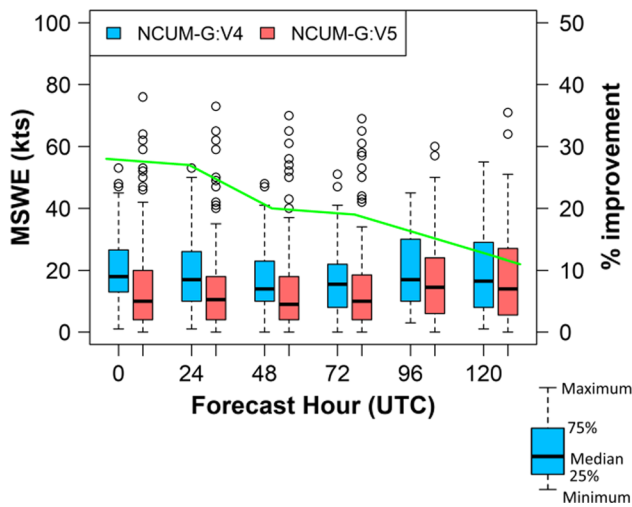 NCUM-G:V4 NCUM-G:V5
100
80
60
40
20
0
MSWE (kts)
50
40
30
20
10
0
% improvement
0 24 48 72 96 120
Forecast Hour (UTC)
Maximum
75%
Median
25%
Minimum